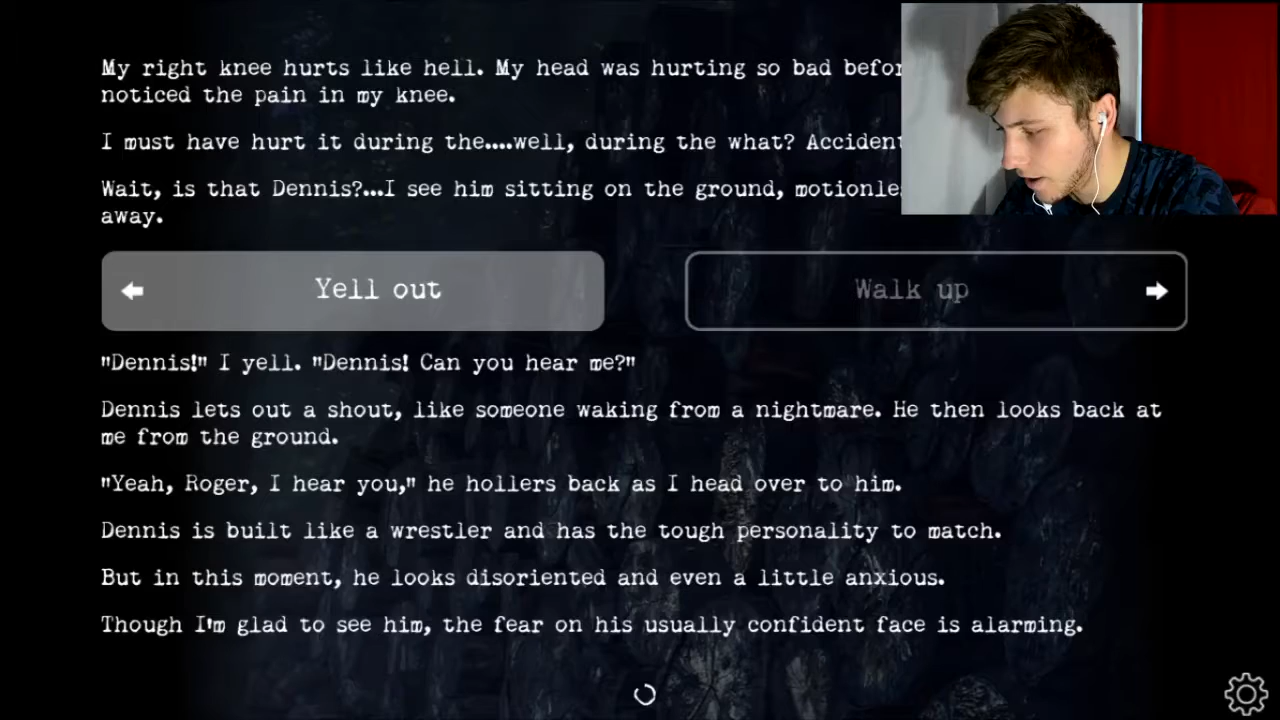 My right knee hurts like hell. My head was hurting so bad
noticed the pain in my knee.
I must have hurt it during the....well, during the what? Accident
Wait, is that Dennis?...I see him sitting on the ground,
away.
Yell out
Walk up
"Dennis!" I yell. "Dennis! Can you hear me?"
Dennis lets out a shout, like someone waking from a nightmare. He then looks back at
me from the ground.
"Yeah, Roger, I hear you," he hollers back as I head over to him.
Dennis is built like a wrestler and has the tough personality to match.
But in this moment, he looks disoriented and even a little anxious.
Though I'm glad to see him, the fear on his usually confident face is alarming.